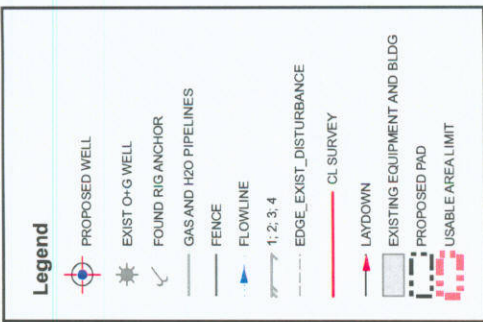 Legend
PROPOSED WELL
EXIST O+G WELL
FOUND RIG ANCHOR
GAS AND H2O PIPELINES
FENCE
FLOWLINE
1; 2; 3; 4
EDGE_EXIST_DISTURBANCE
CL SURVEY
LAYDOWN
EXISTING EQUIPMENT AND BLDG
PROPOSED PAD
USABLE AREA LIMIT